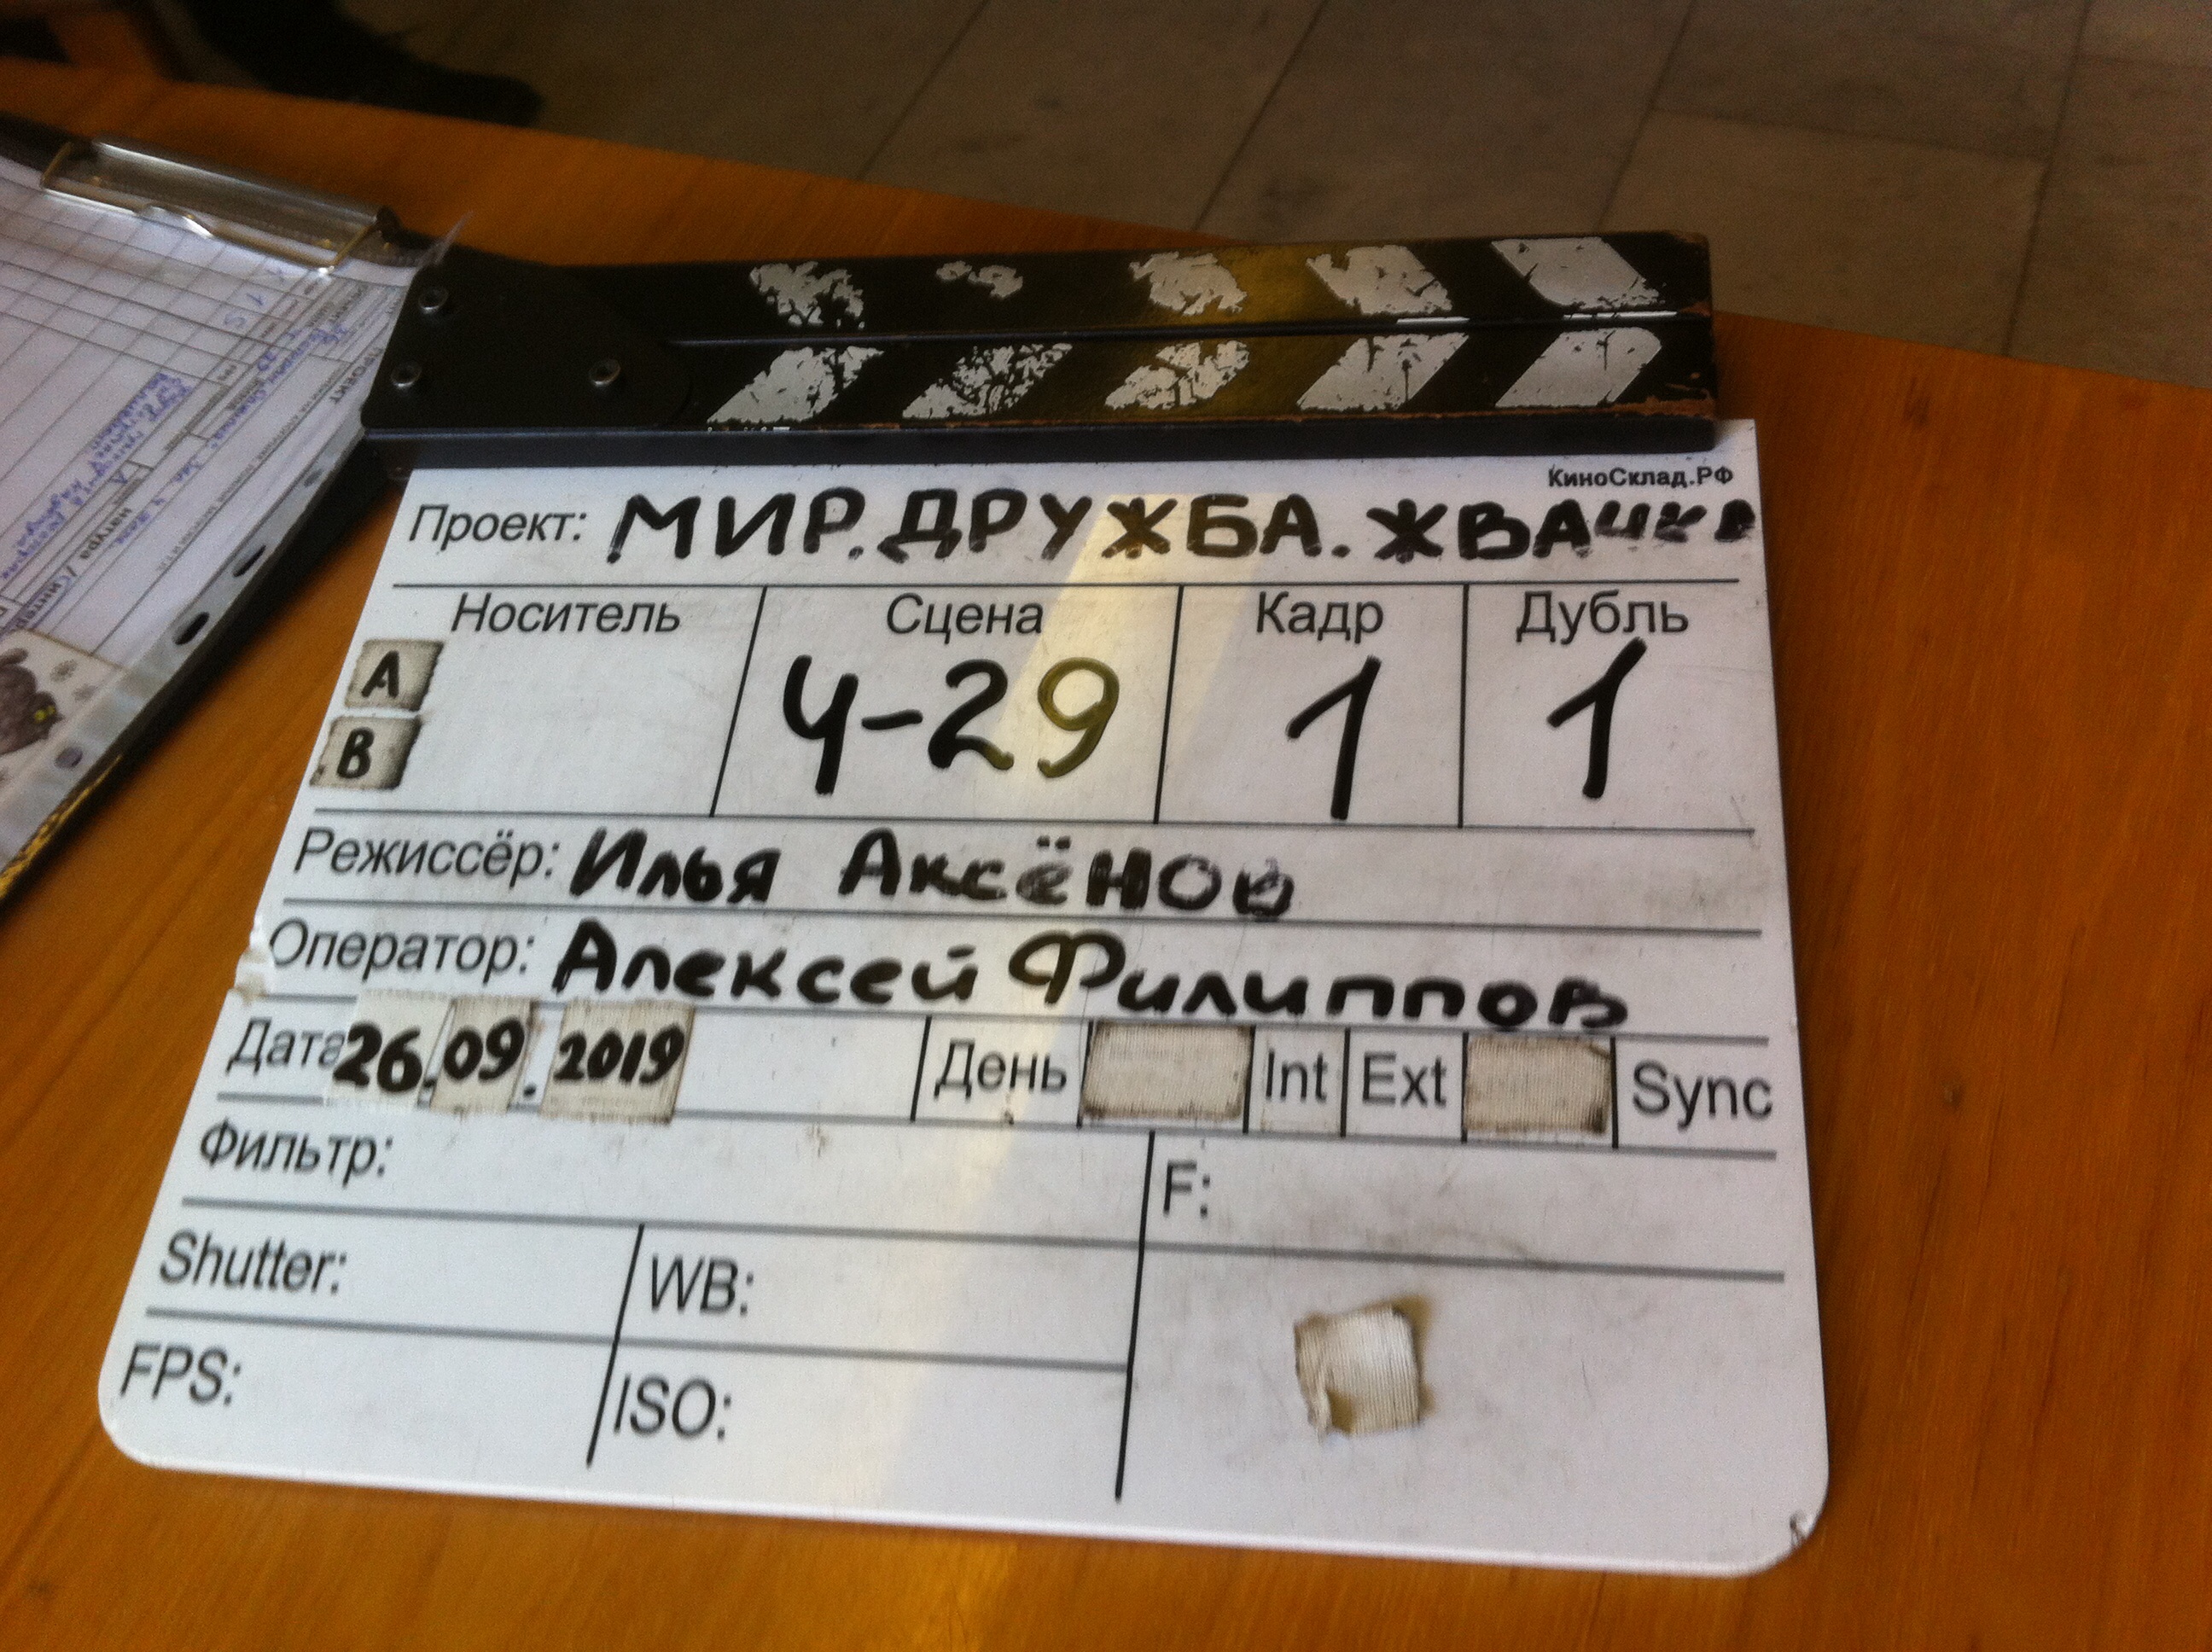 КиноСклад.РФ
Проект: МИР.ДРУЖБА.ЖВАЧКА
Носитель Сцена Кадр Дубль
A
B
4-29 1 1
Режиссёр: Илья Аксёнов
Оператор: Алексей Филиппов
Дата 26.09.2019 День Int Ext Sync
Фильтр: F:
Shutter: WB:
FPS: ISO:
натура